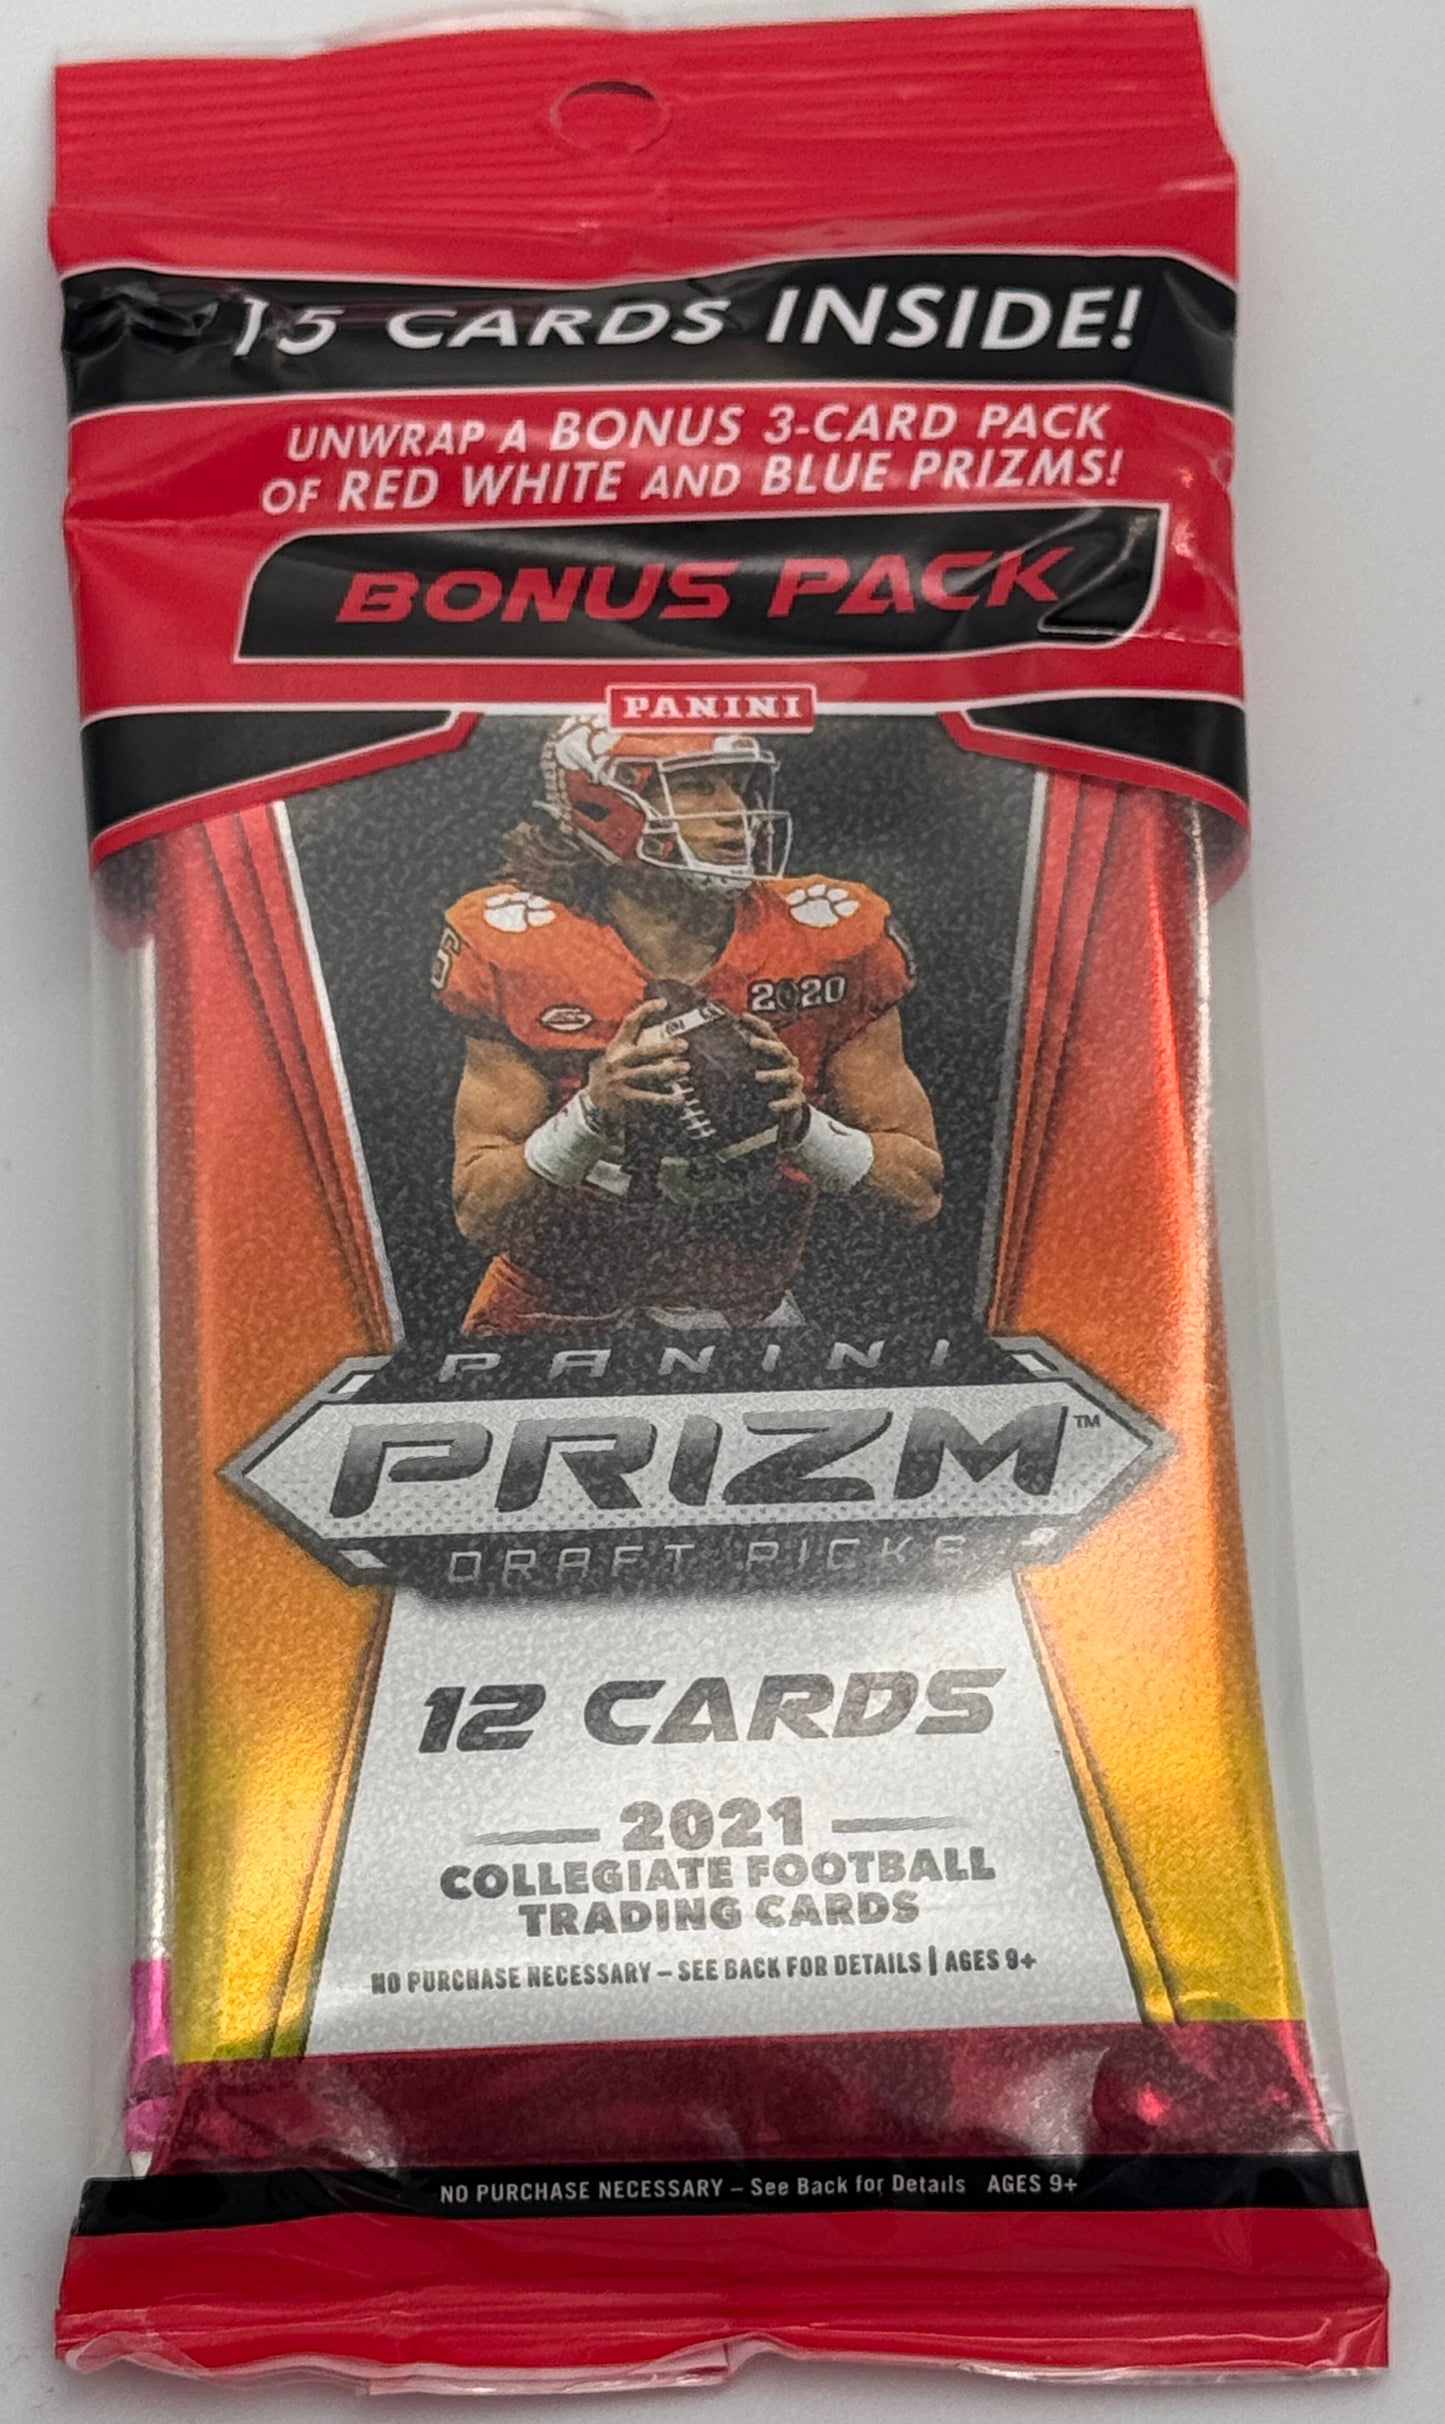 15 CARDS INSIDE!
UNWRAP A BONUS 3-CARD PACK
OF RED WHITE AND BLUE PRIZMS!
BONUS PACK
PANINI
2020
PANINI
PRIZM™
DRAFT PICKS
12 CARDS
2021
COLLEGIATE FOOTBALL
TRADING CARDS
NO PURCHASE NECESSARY – SEE BACK FOR DETAILS | AGES 9+
NO PURCHASE NECESSARY – See Back for Details AGES 9+